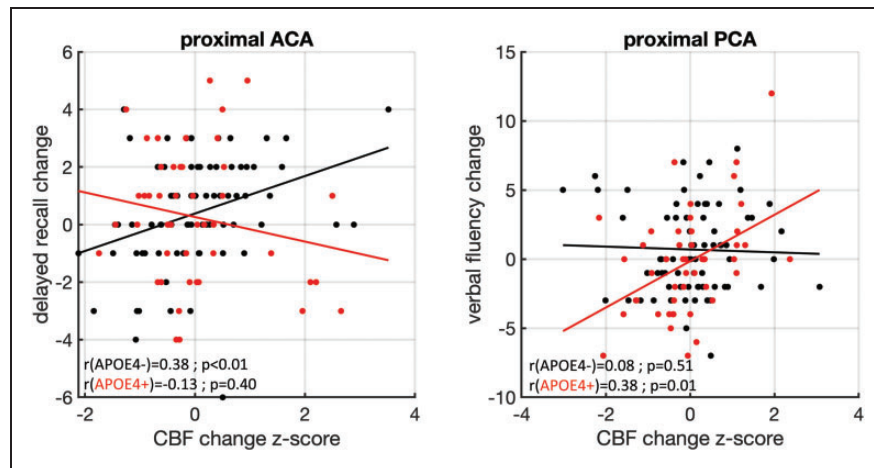 proximal ACA
6
4
2
0
-2
-4
-6
-2
0
2
4
delayed recall change
CBF change z-score
r(APOE4-)=0.38 ; p<0.01
r(APOE4+)=-0.13 ; p=0.40
proximal PCA
15
10
5
0
-5
-10
-4
-2
0
2
4
verbal fluency change
CBF change z-score
r(APOE4-)=0.08 ; p=0.51
r(APOE4+)=0.38 ; p=0.01